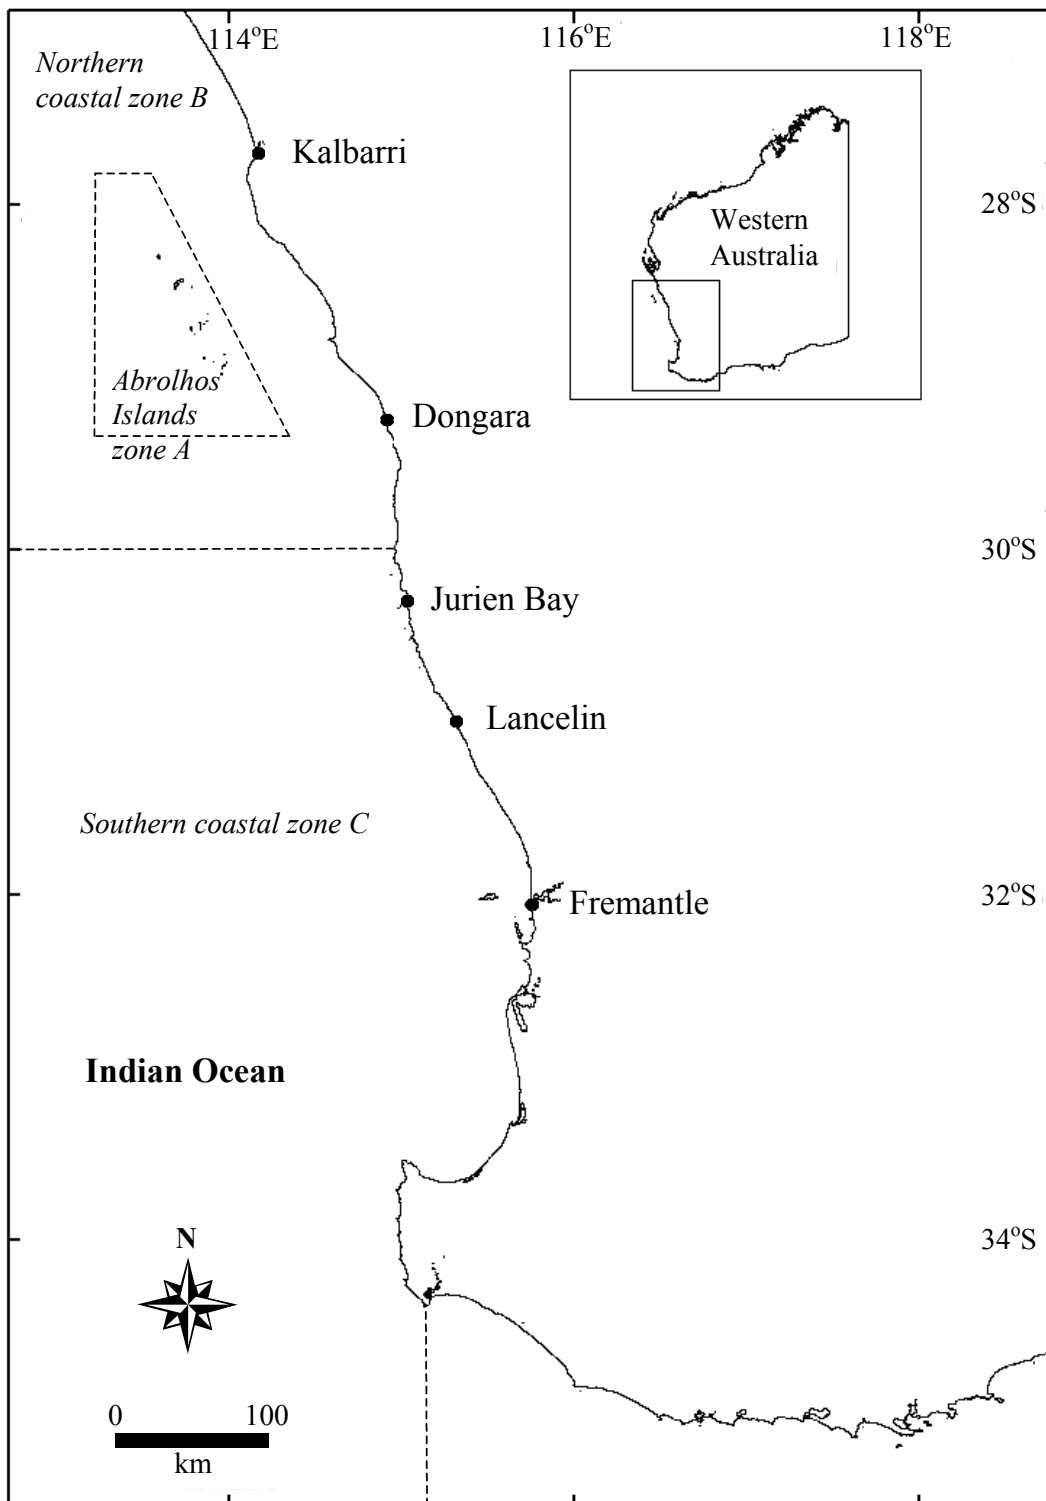 114°E
116°E
118°E
Northern
coastal zone B
Kalbarri
28°S
Western
Australia
Abrolhos
Islands
zone A
Dongara
30°S
Jurien Bay
Lancelin
Southern coastal zone C
32°S
Fremantle
Indian Ocean
34°S
N
0 100
km